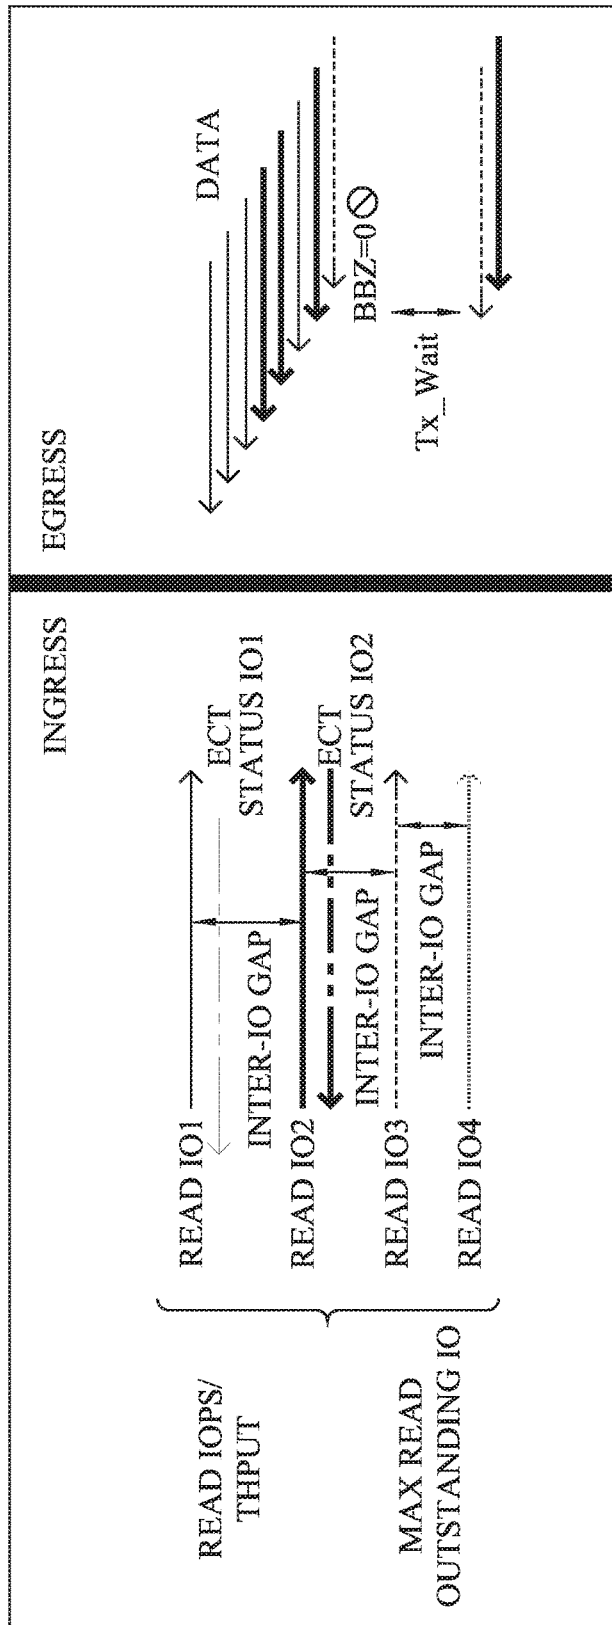 INGRESS
EGRESS
READ IOPS/
THPUT
MAX READ
OUTSTANDING IO
READ IO1
ECT
STATUS IO1
INTER-IO GAP
READ IO2
ECT
STATUS IO2
INTER-IO GAP
READ IO3
INTER-IO GAP
READ IO4
DATA
BBZ=0
Tx_Wait